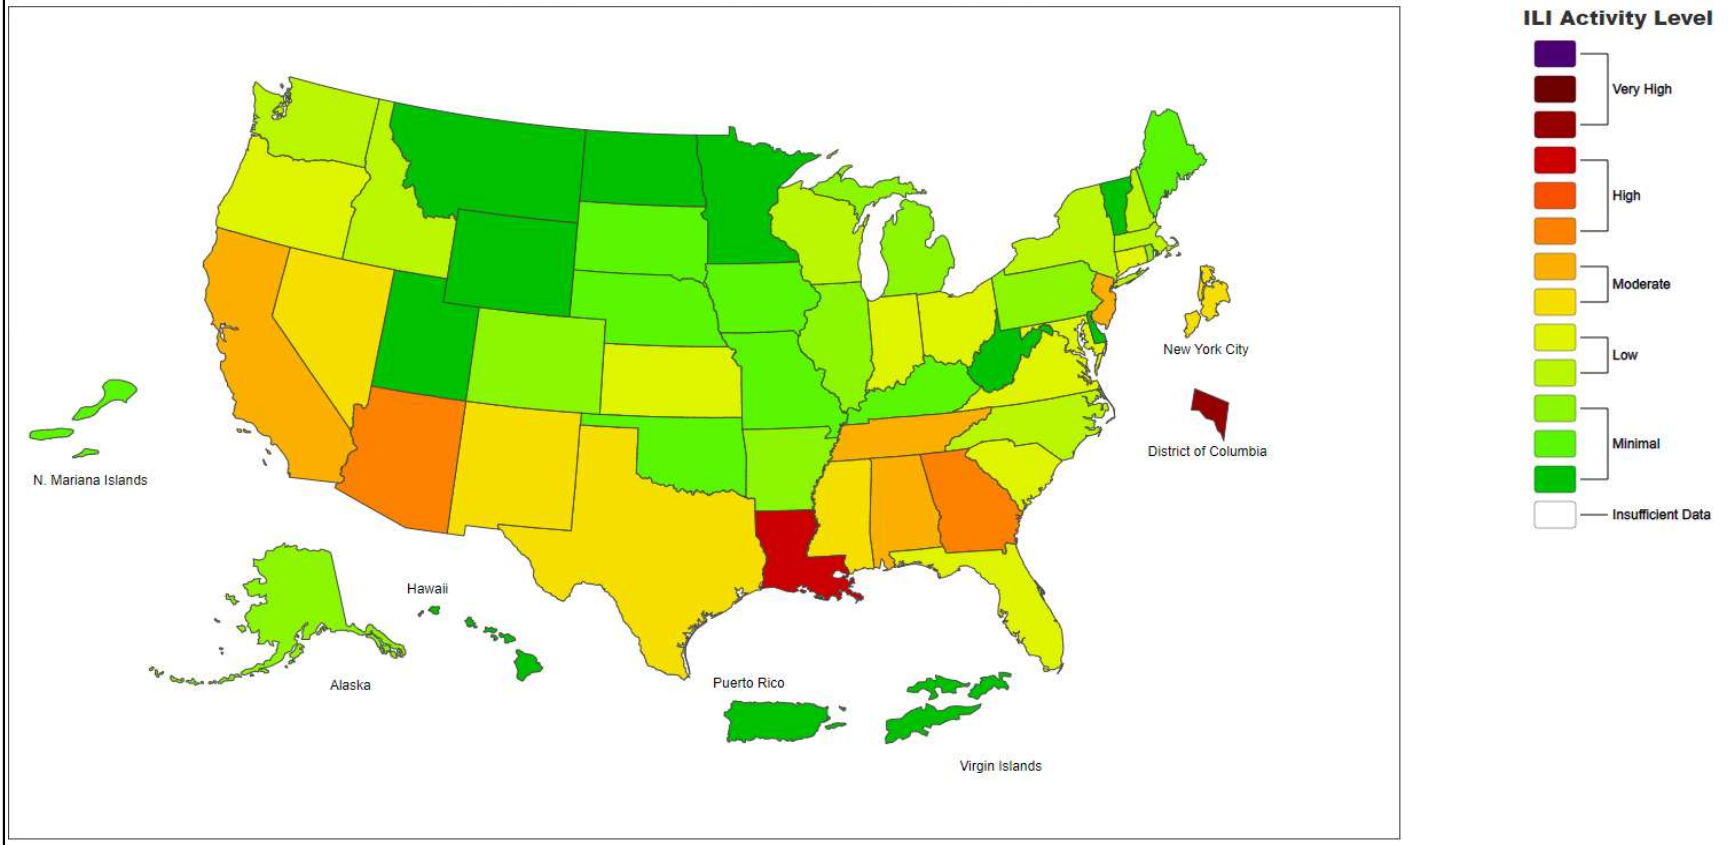 ILI Activity Level
Very High
High
Moderate
Low
Minimal
Insufficient Data
New York City
District of Columbia
N. Mariana Islands
Hawaii
Alaska
Puerto Rico
Virgin Islands